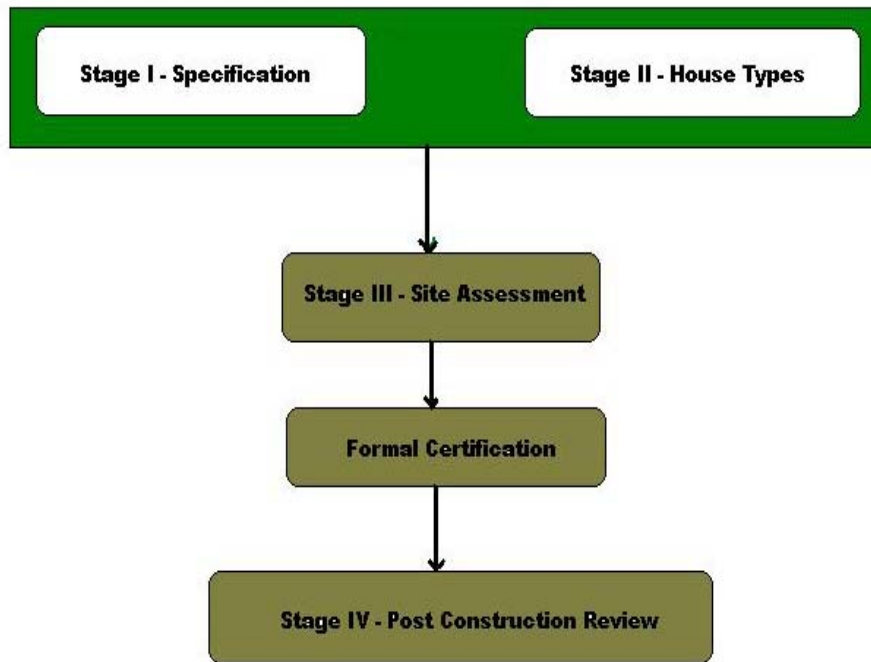 Stage I - Specification
Stage II - House Types
Stage III - Site Assessment
Formal Certification
Stage IV - Post Construction Review